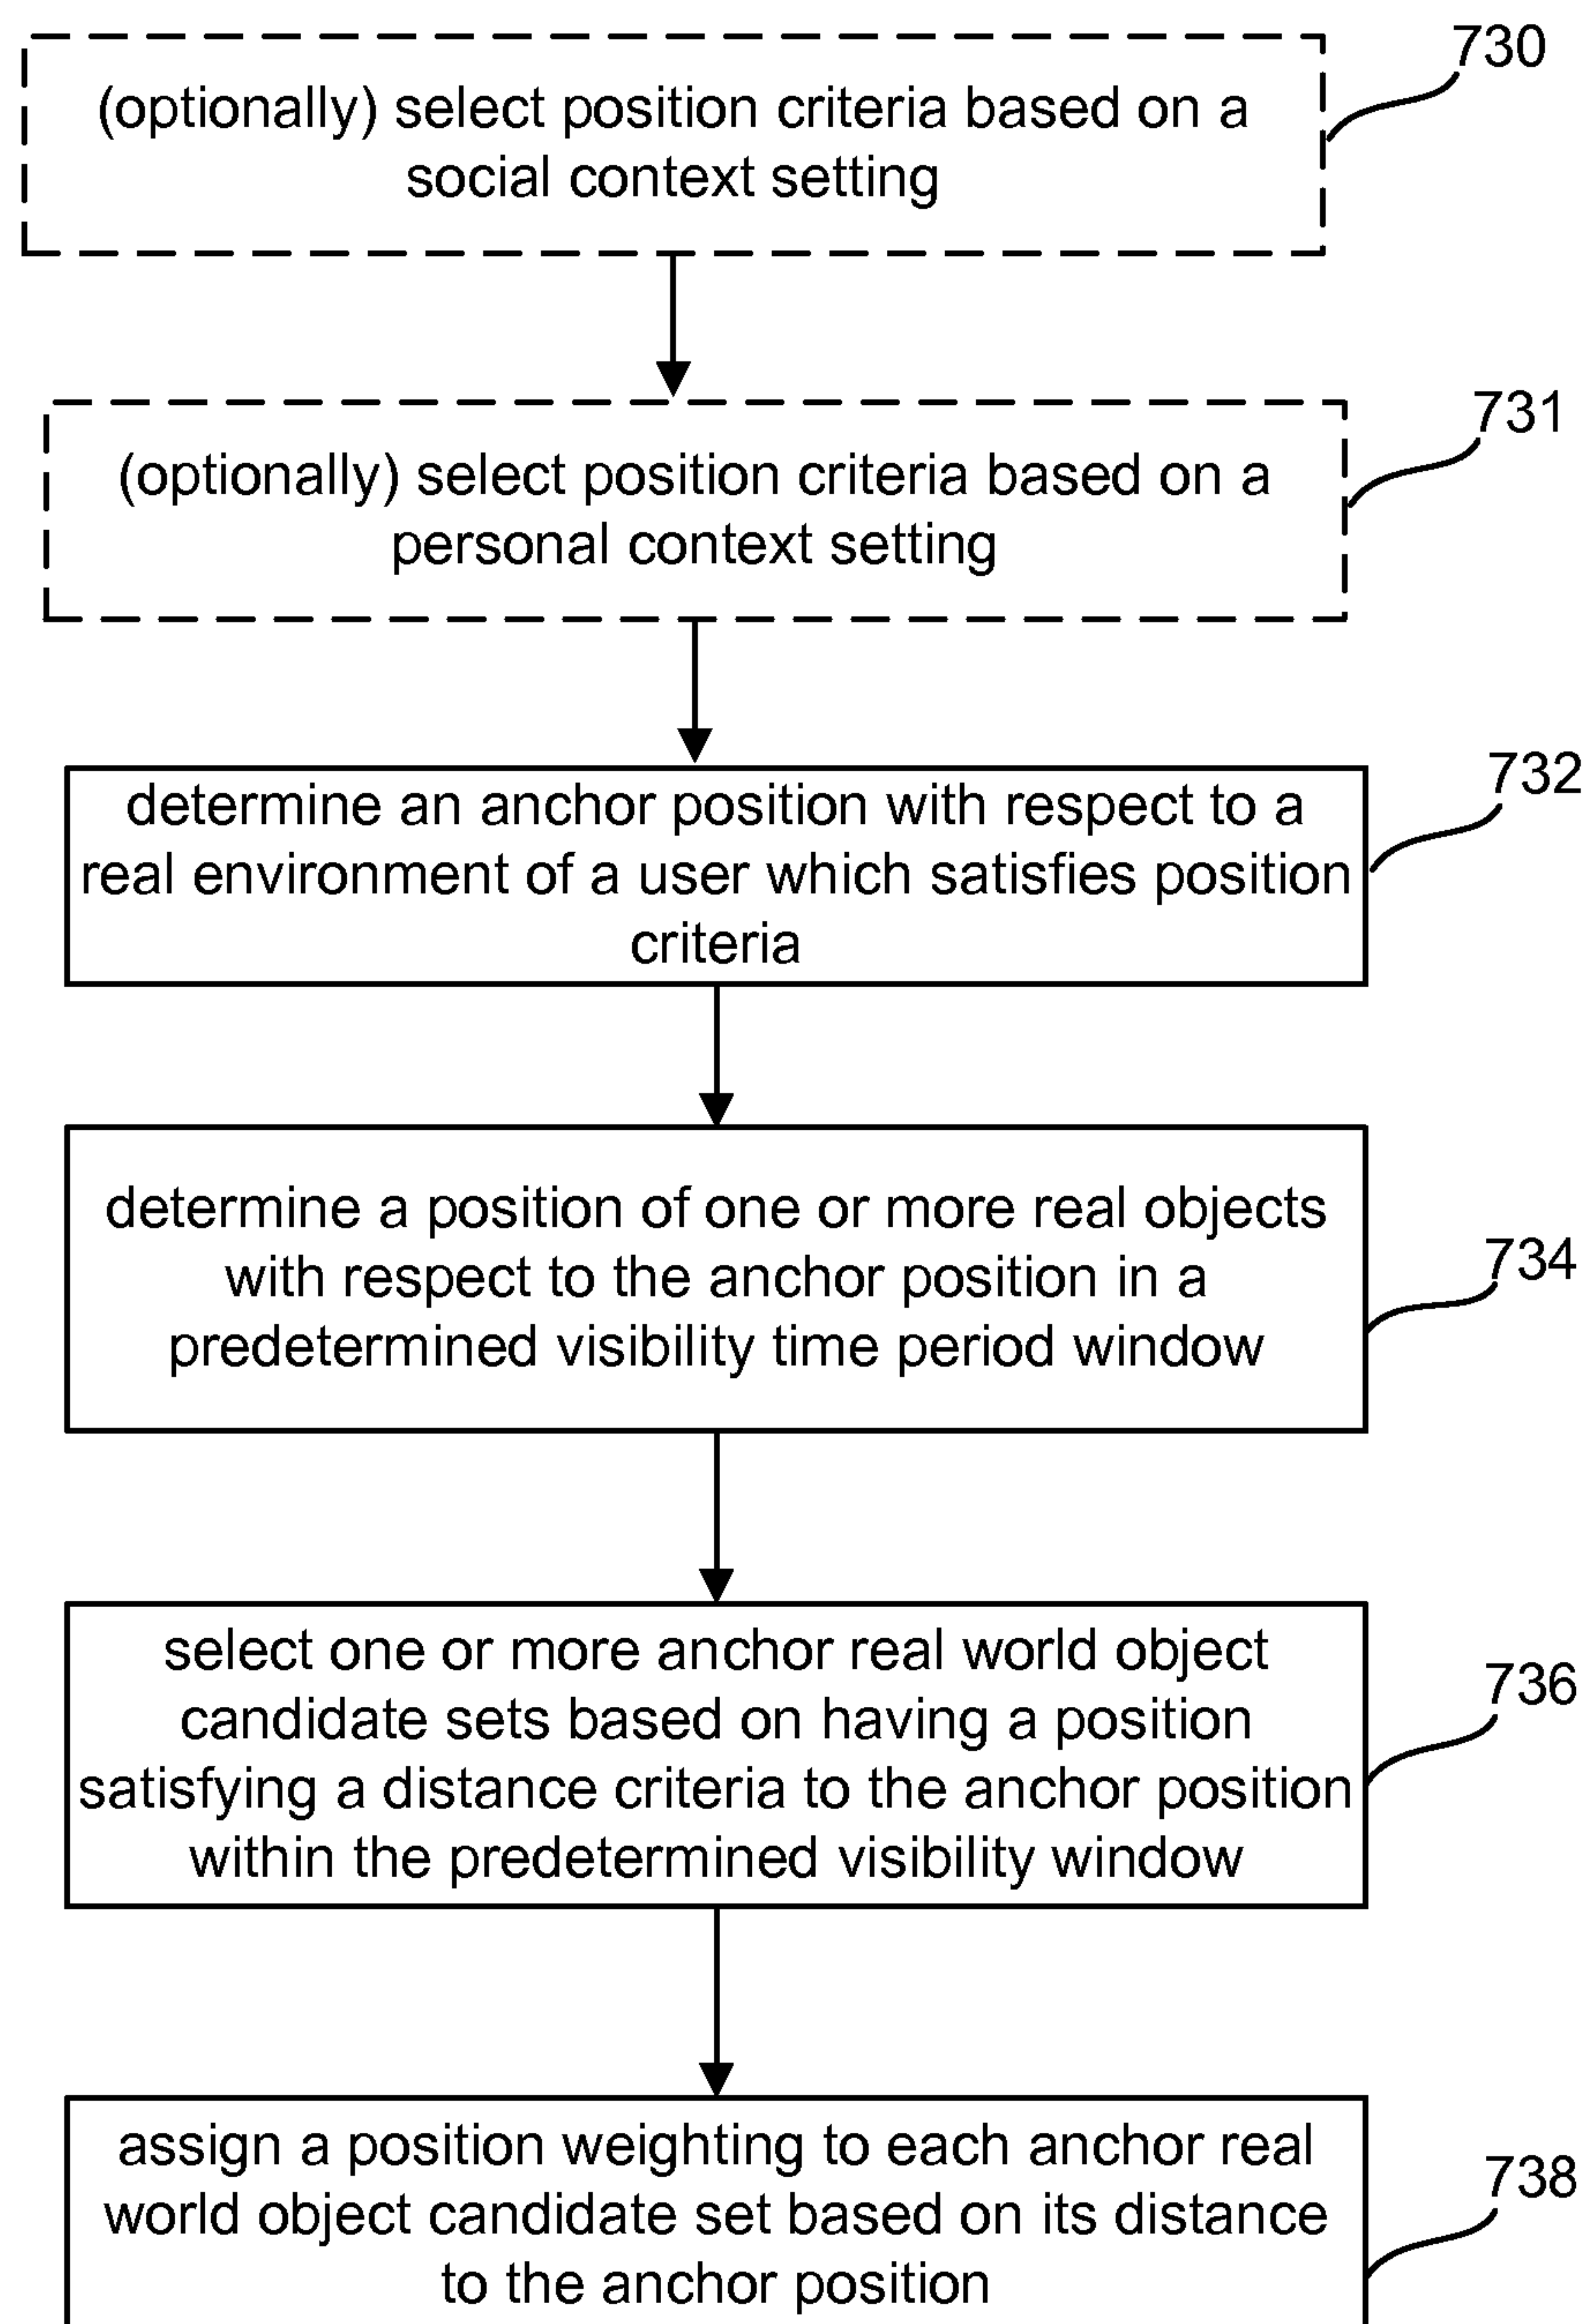 730
(optionally) select position criteria based on a
social context setting
731
(optionally) select position criteria based on a
personal context setting
732
determine an anchor position with respect to a
real environment of a user which satisfies position
criteria
determine a position of one or more real objects
with respect to the anchor position in a
predetermined visibility time period window
734
select one or more anchor real world object
candidate sets based on having a position
satisfying a distance criteria to the anchor position
within the predetermined visibility window
736
assign a position weighting to each anchor real
world object candidate set based on its distance
to the anchor position
738